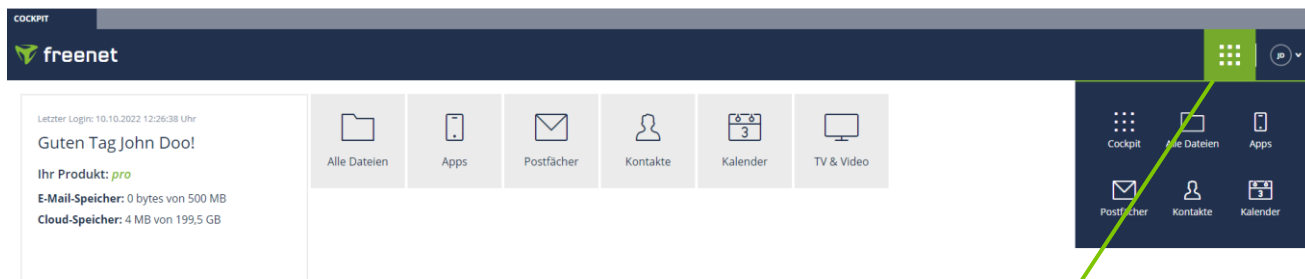 COCKPIT
freenet
JD
Letzter Login: 10.10.2022 12:26:38 Uhr
Guten Tag John Doo!
Ihr Produkt: pro
E-Mail-Speicher: 0 bytes von 500 MB
Cloud-Speicher: 4 MB von 199,5 GB
Alle Dateien
Apps
Postfächer
Kontakte
3
Kalender
TV & Video
Cockpit
Alle Dateien
Apps
Postfächer
Kontakte
3
Kalender